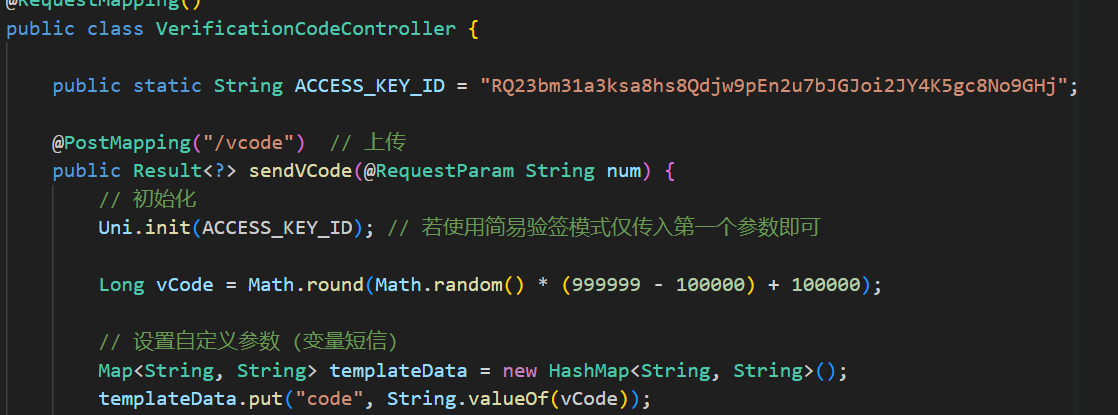 @RequestMapping()
public class VerificationCodeController {
public static String ACCESS_KEY_ID = "RQ23bm31a3ksa8hs8Qdjw9pEn2u7bJGJoi2JY4K5gc8No9GHj";
@PostMapping("/vcode")  // 上传
public Result<?> sendVCode(@RequestParam String num) {
// 初始化
Uni.init(ACCESS_KEY_ID); // 若使用简易验签模式仅传入第一个参数即可
Long vCode = Math.round(Math.random() * (999999 - 100000) + 100000);
// 设置自定义参数 (变量短信)
Map<String, String> templateData = new HashMap<String, String>();
templateData.put("code", String.valueOf(vCode));